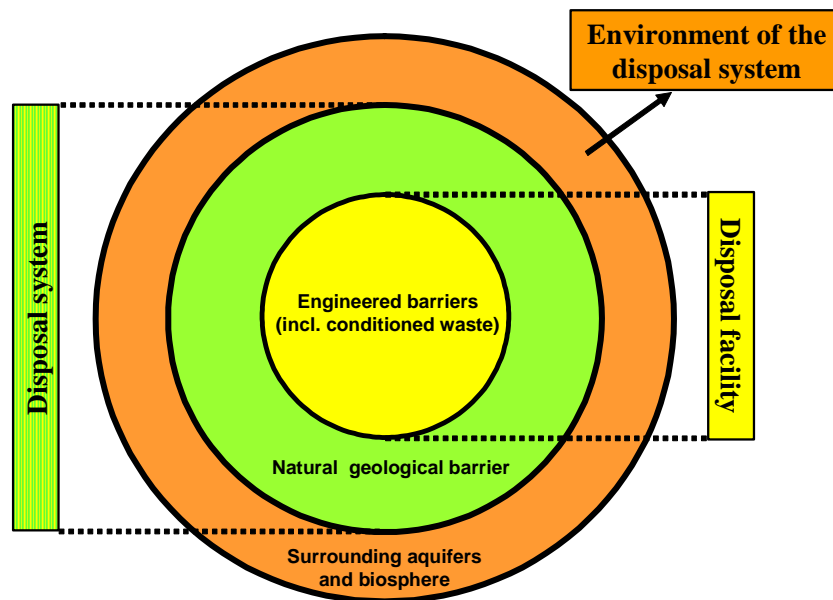 Environment of the
disposal system
Disposal system
Disposal facility
Engineered barriers
(incl. conditioned waste)
Natural geological barrier
Surrounding aquifers
and biosphere